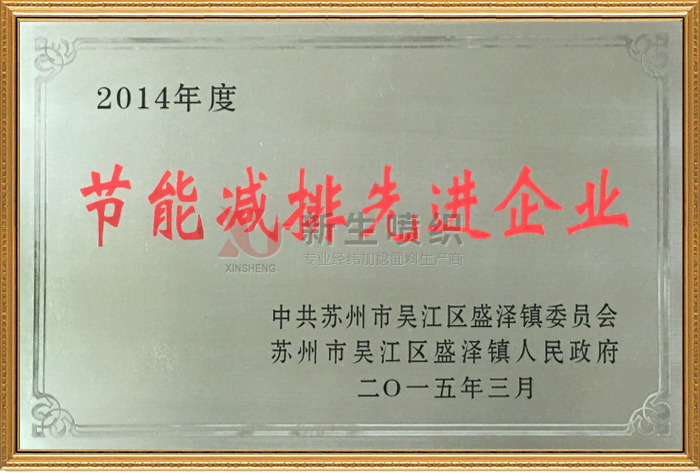 2014年度
节能减排先进企业
新生喷织
XINSHENG
专业经纬加捻面料生产商
中共苏州市吴江区盛泽镇委员会
苏州市吴江区盛泽镇人民政府
二〇一五年三月